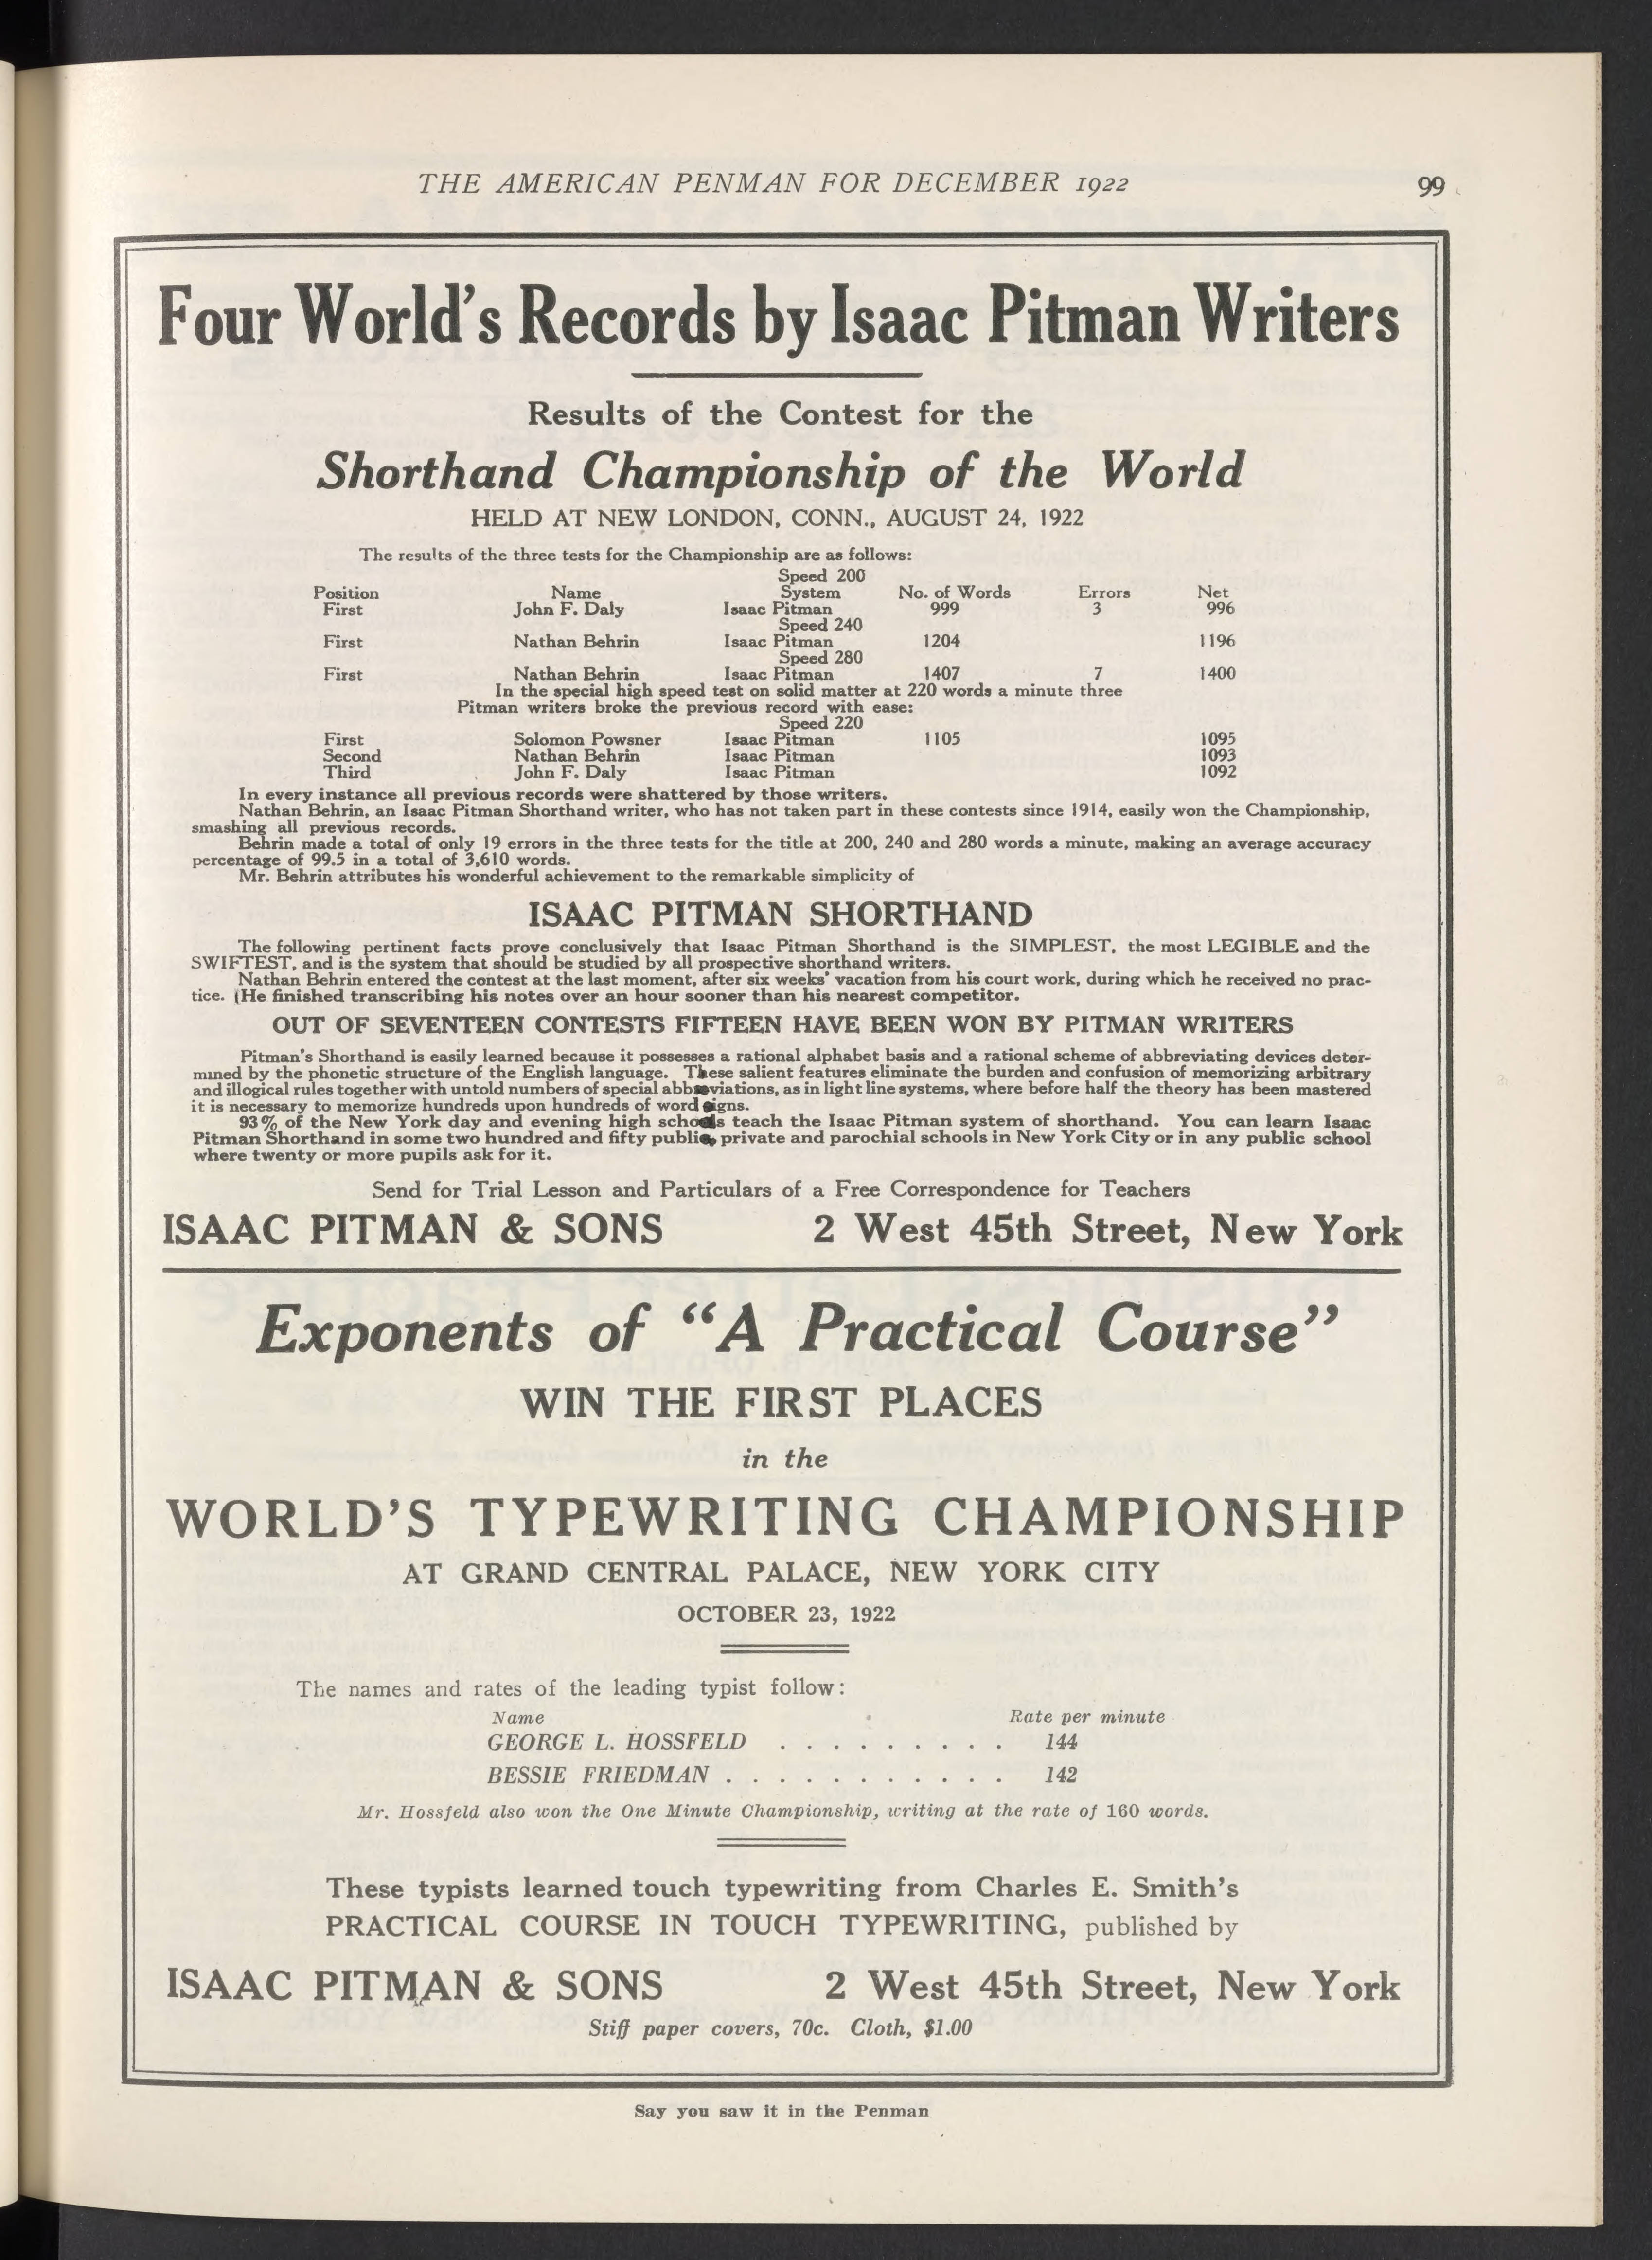 THE AMERICAN PENMAN FOR DECEMBER 1922 99
Four World's Records by Isaac Pitman Writers
Results of the Contest for the
Shorthand Championship of the World
HELD AT NEW LONDON, CONN., AUGUST 24, 1922
The results of the three tests for the Championship are as follows:
Speed 200
Position Name System No. of Words Errors Net
First John F. Daly Isaac Pitman 999 3 996
Speed 240
First Nathan Behrin Isaac Pitman 1204 1196
Speed 280
First Nathan Behrin Isaac Pitman 1407 7 1400
In the special high speed test on solid matter at 220 words a minute three
Pitman writers broke the previous record with ease:
Speed 220
First Solomon Powsner Isaac Pitman 1105 1095
Second Nathan Behrin Isaac Pitman 1093
Third John F. Daly Isaac Pitman 1092
In every instance all previous records were shattered by those writers.
Nathan Behrin, an Isaac Pitman Shorthand writer, who has not taken part in these contests since 1914, easily won the Championship,
smashing all previous records.
Behrin made a total of only 19 errors in the three tests for the title at 200, 240 and 280 words a minute, making an average accuracy
percentage of 99.5 in a total of 3,610 words.
Mr. Behrin attributes his wonderful achievement to the remarkable simplicity of
ISAAC PITMAN SHORTHAND
The following pertinent facts prove conclusively that Isaac Pitman Shorthand is the SIMPLEST, the most LEGIBLE and the
SWIFTEST, and is the system that should be studied by all prospective shorthand writers.
Nathan Behrin entered the contest at the last moment, after six weeks' vacation from his court work, during which he received no prac-
tice. (He finished transcribing his notes over an hour sooner than his nearest competitor.
OUT OF SEVENTEEN CONTESTS FIFTEEN HAVE BEEN WON BY PITMAN WRITERS
Pitman's Shorthand is easily learned because it possesses a rational alphabet basis and a rational scheme of abbreviating devices deter-
mined by the phonetic structure of the English language. These salient features eliminate the burden and confusion of memorizing arbitrary
and illogical rules together with untold numbers of special abbreviations, as in light line systems, where before half the theory has been mastered
it is necessary to memorize hundreds upon hundreds of word signs.
93% of the New York day and evening high schools teach the Isaac Pitman system of shorthand. You can learn Isaac
Pitman Shorthand in some two hundred and fifty public, private and parochial schools in New York City or in any public school
where twenty or more pupils ask for it.
Send for Trial Lesson and Particulars of a Free Correspondence for Teachers
ISAAC PITMAN & SONS 2 West 45th Street, New York
Exponents of "A Practical Course"
WIN THE FIRST PLACES
in the
WORLD'S TYPEWRITING CHAMPIONSHIP
AT GRAND CENTRAL PALACE, NEW YORK CITY
OCTOBER 23, 1922
The names and rates of the leading typist follow:
Name Rate per minute
GEORGE L. HOSSFELD . . . . . . . . . 144
BESSIE FRIEDMAN . . . . . . . . . . . 142
Mr. Hossfeld also won the One Minute Championship, writing at the rate of 160 words.
These typists learned touch typewriting from Charles E. Smith's
PRACTICAL COURSE IN TOUCH TYPEWRITING, published by
ISAAC PITMAN & SONS 2 West 45th Street, New York
Stiff paper covers, 70c. Cloth, $1.00
Say you saw it in the Penman